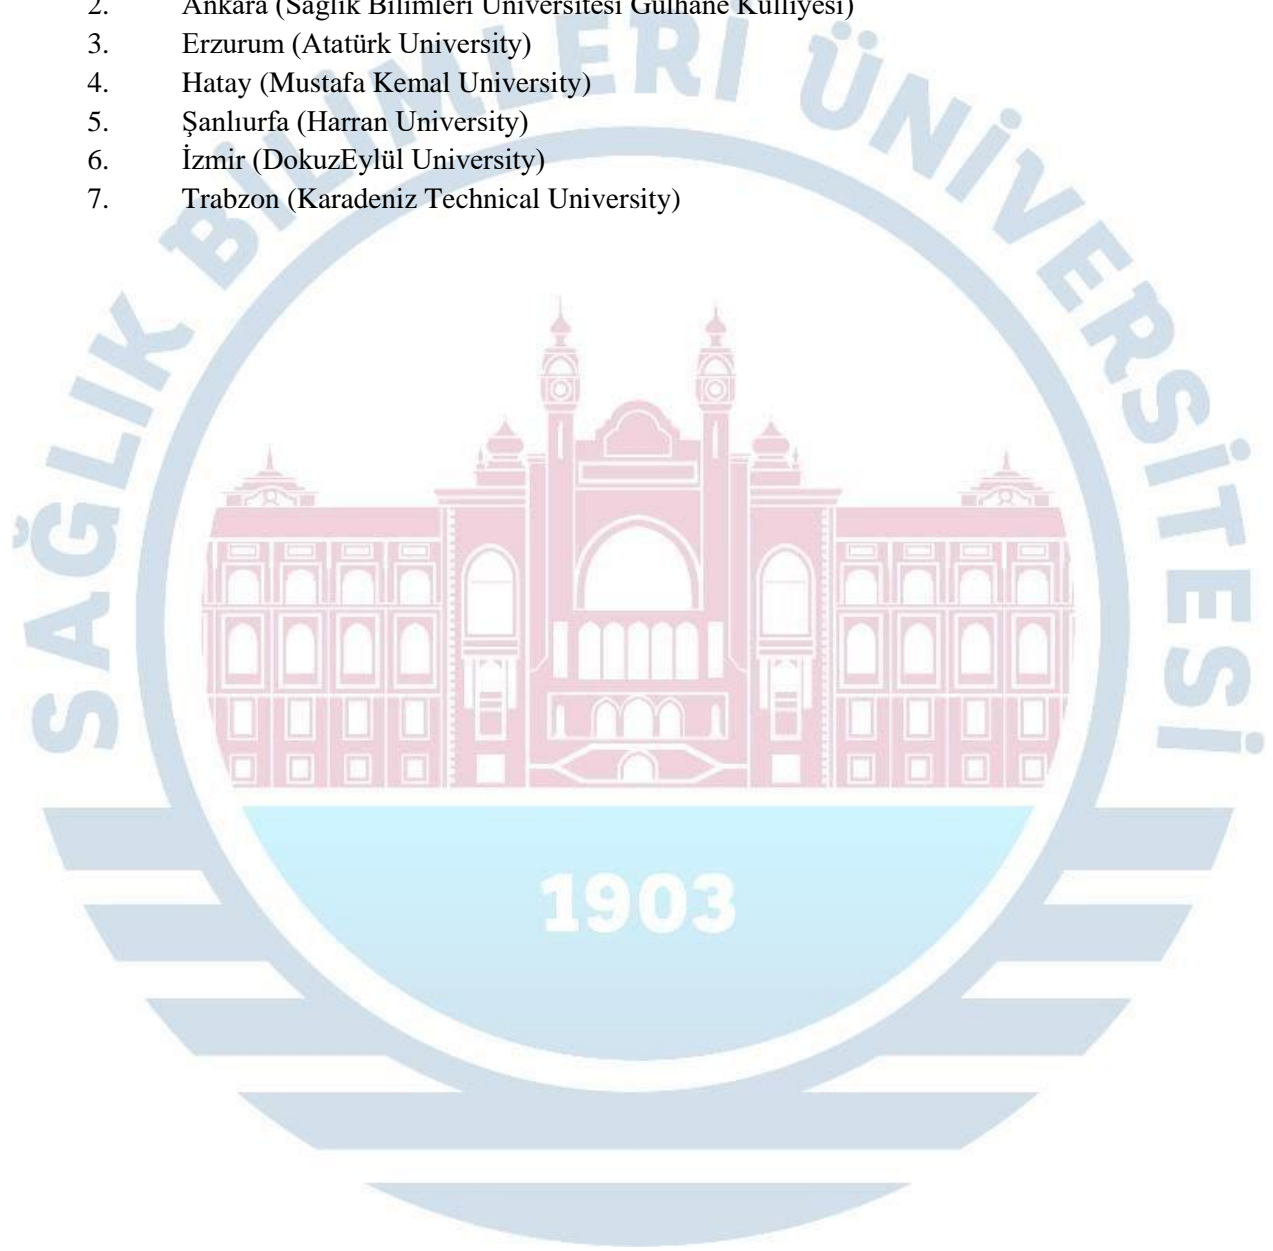 2. Ankara (Sağlık Bilimleri Üniversitesi Gülhane Külliyesi)
3. Erzurum (Atatürk University)
4. Hatay (Mustafa Kemal University)
5. Şanlıurfa (Harran University)
6. İzmir (DokuzEylül University)
7. Trabzon (Karadeniz Technical University)
SAĞLIK BİLİMLERİ ÜNİVERSİTESİ
1903